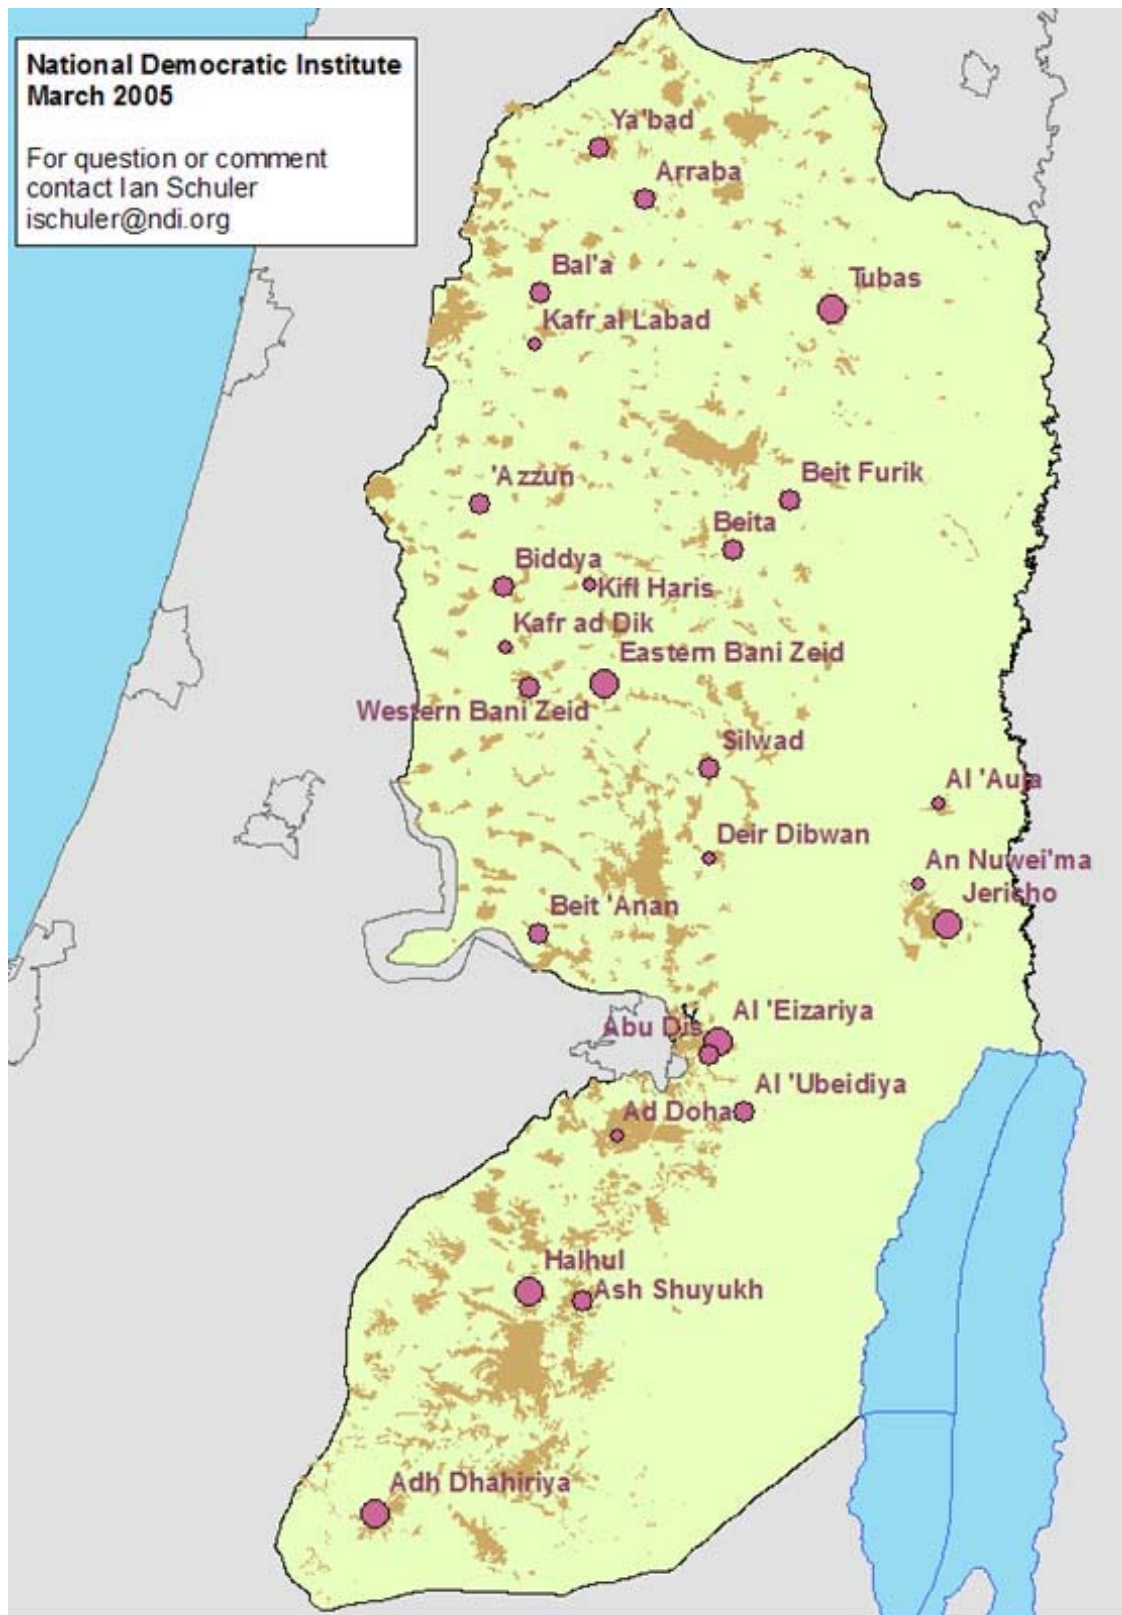 National Democratic Institute
March 2005
For question or comment
contact Ian Schuler
ischuler@ndi.org
Ya'bad
Arraba
Bal'a
Tubas
Kafr al Labad
'Azzun
Beit Furik
Beita
Biddya
Kifl Haris
Kafr ad Dik
Eastern Bani Zeid
Western Bani Zeid
Silwad
Al 'Auja
Deir Dibwan
An Nuwei'ma
Jericho
Beit 'Anan
Al 'Eizariya
Abu Dis
Al 'Ubeidiya
Ad Doha
Halhul
Ash Shuyukh
Adh Dhahiriya